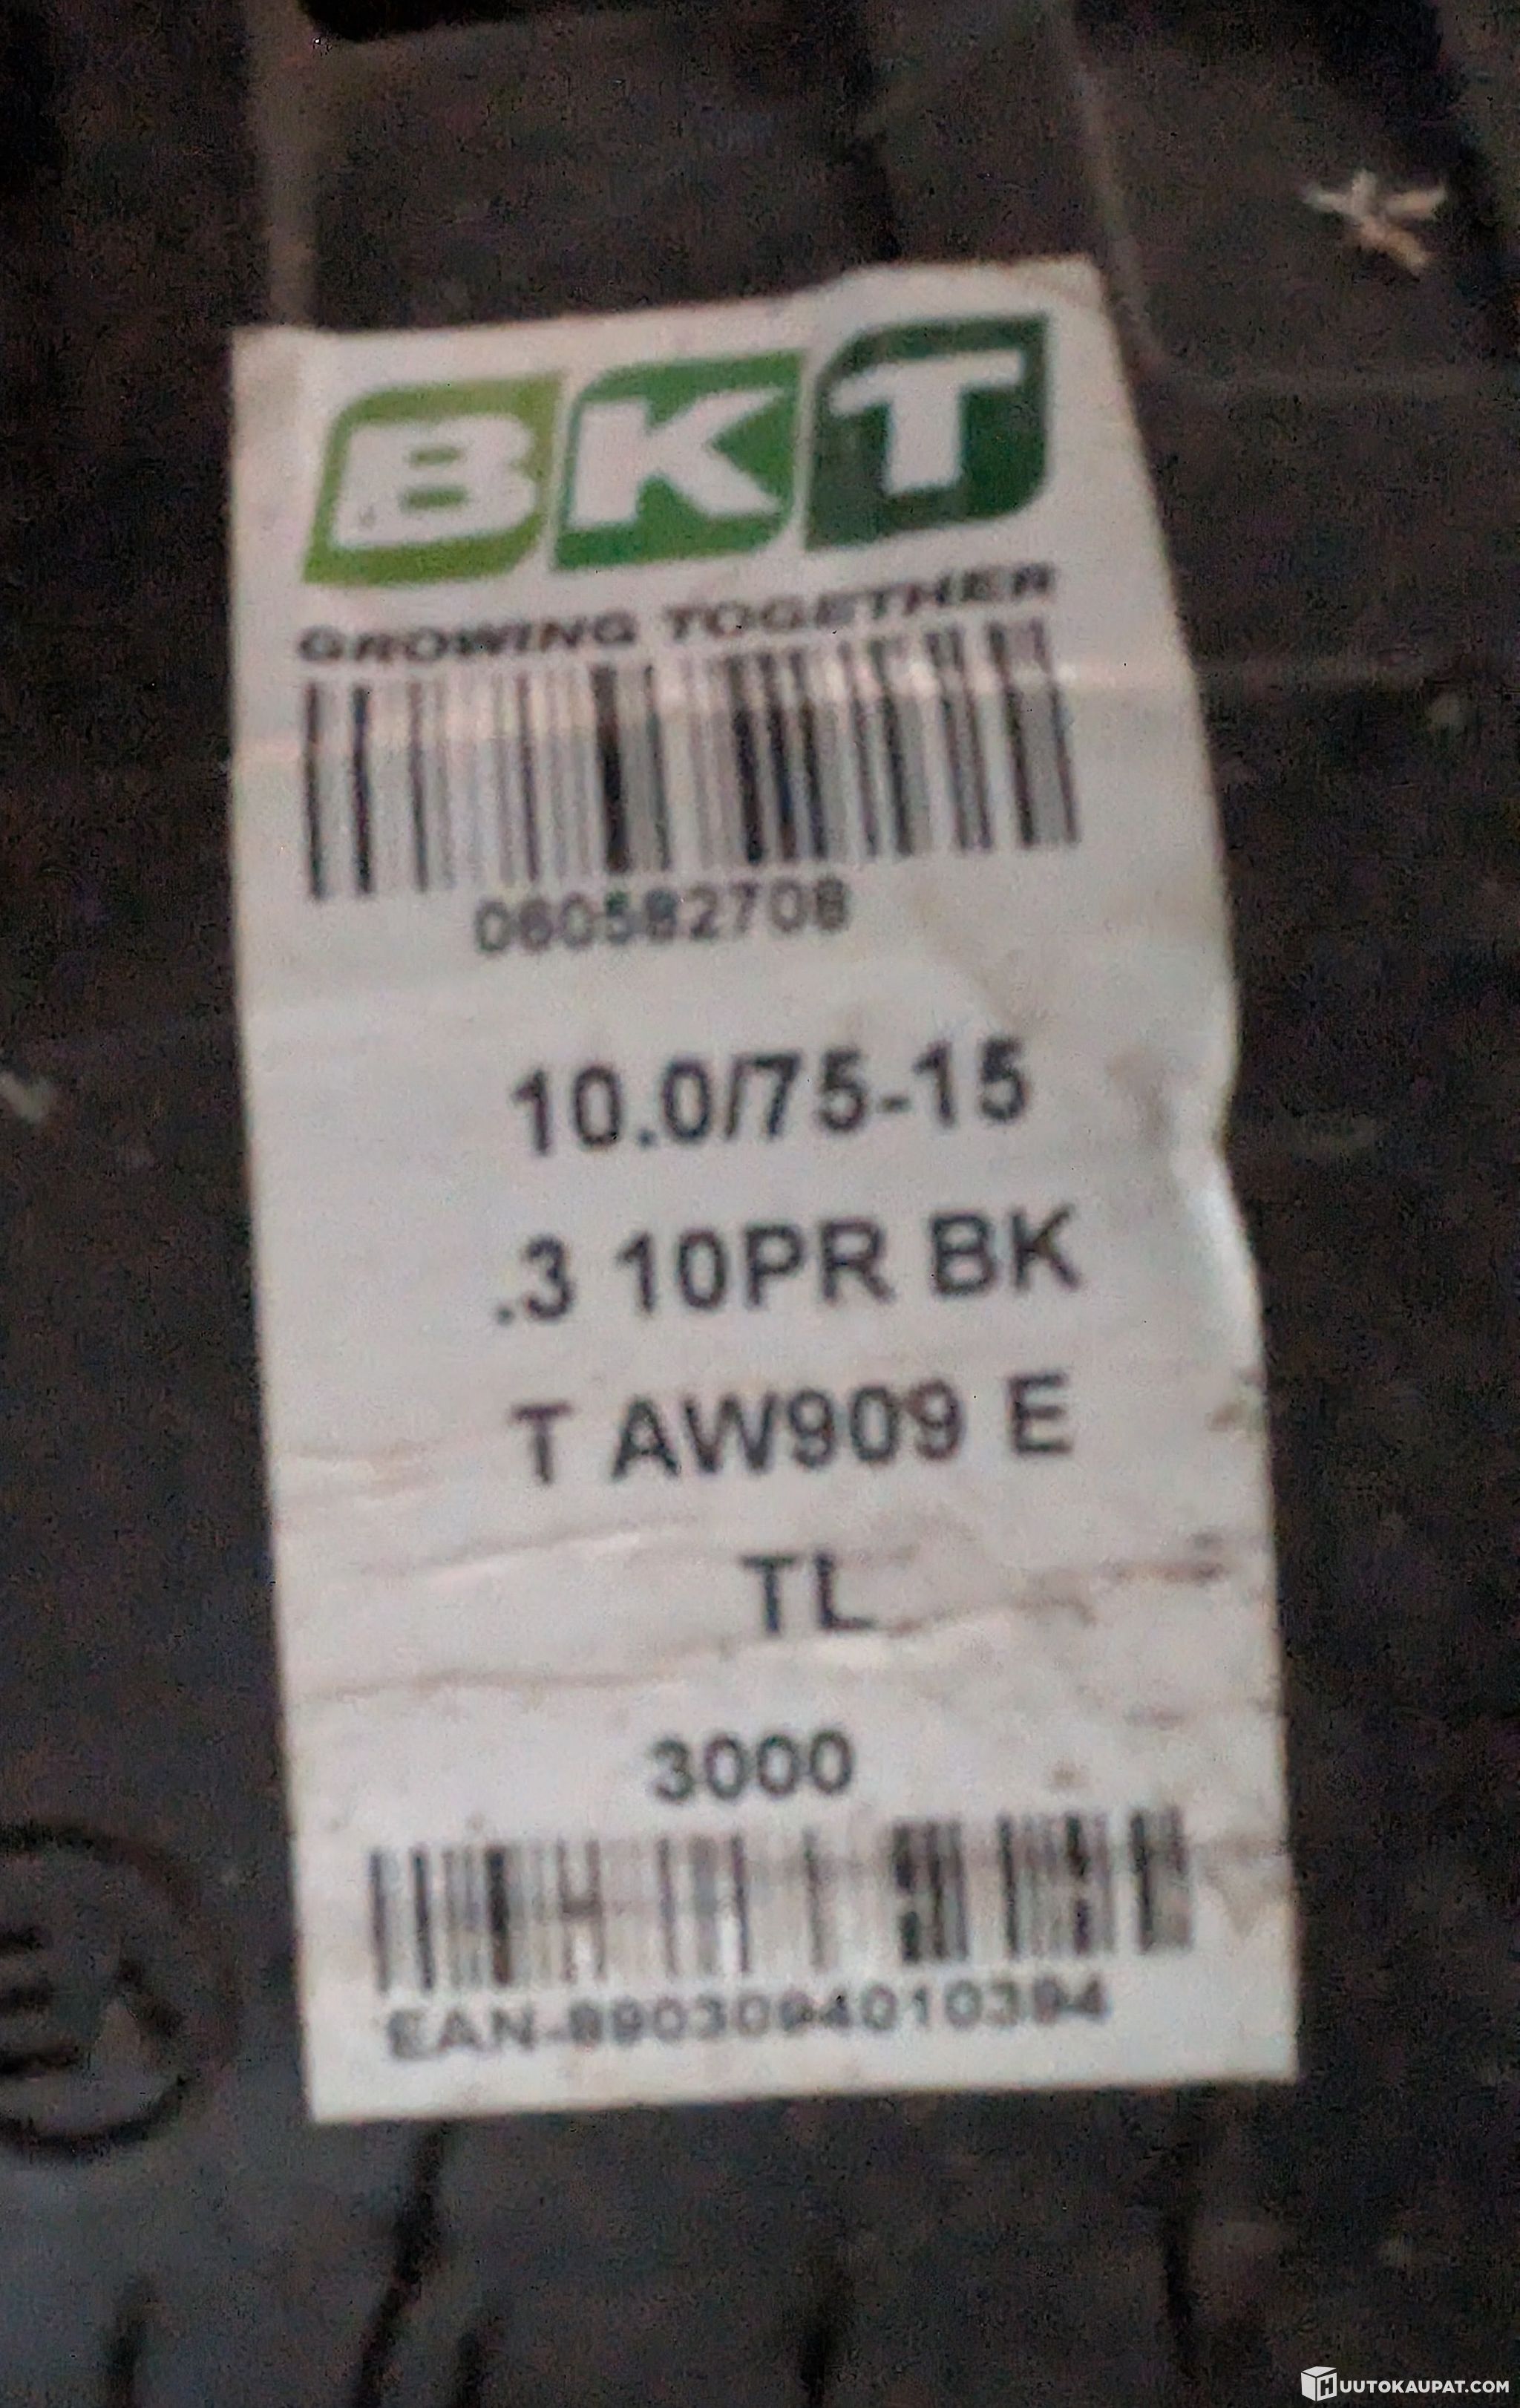 BKT
GROWING TOGETHER
060582708
10.0/75-15
.3 10PR BK
T AW909 E
TL
3000
EAN-8903094010394
HUUTOKAUPAT.COM